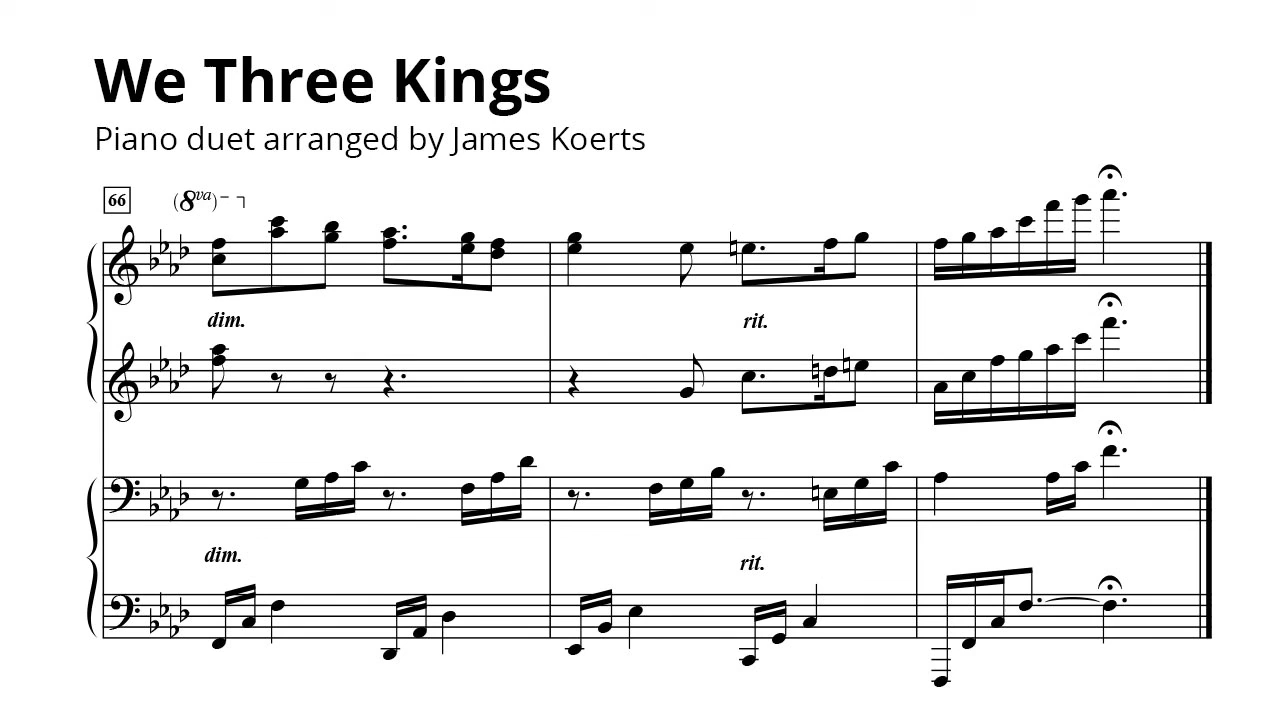 We Three Kings
Piano duet arranged by James Koerts
66
(8va)
dim.
rit.
dim.
rit.